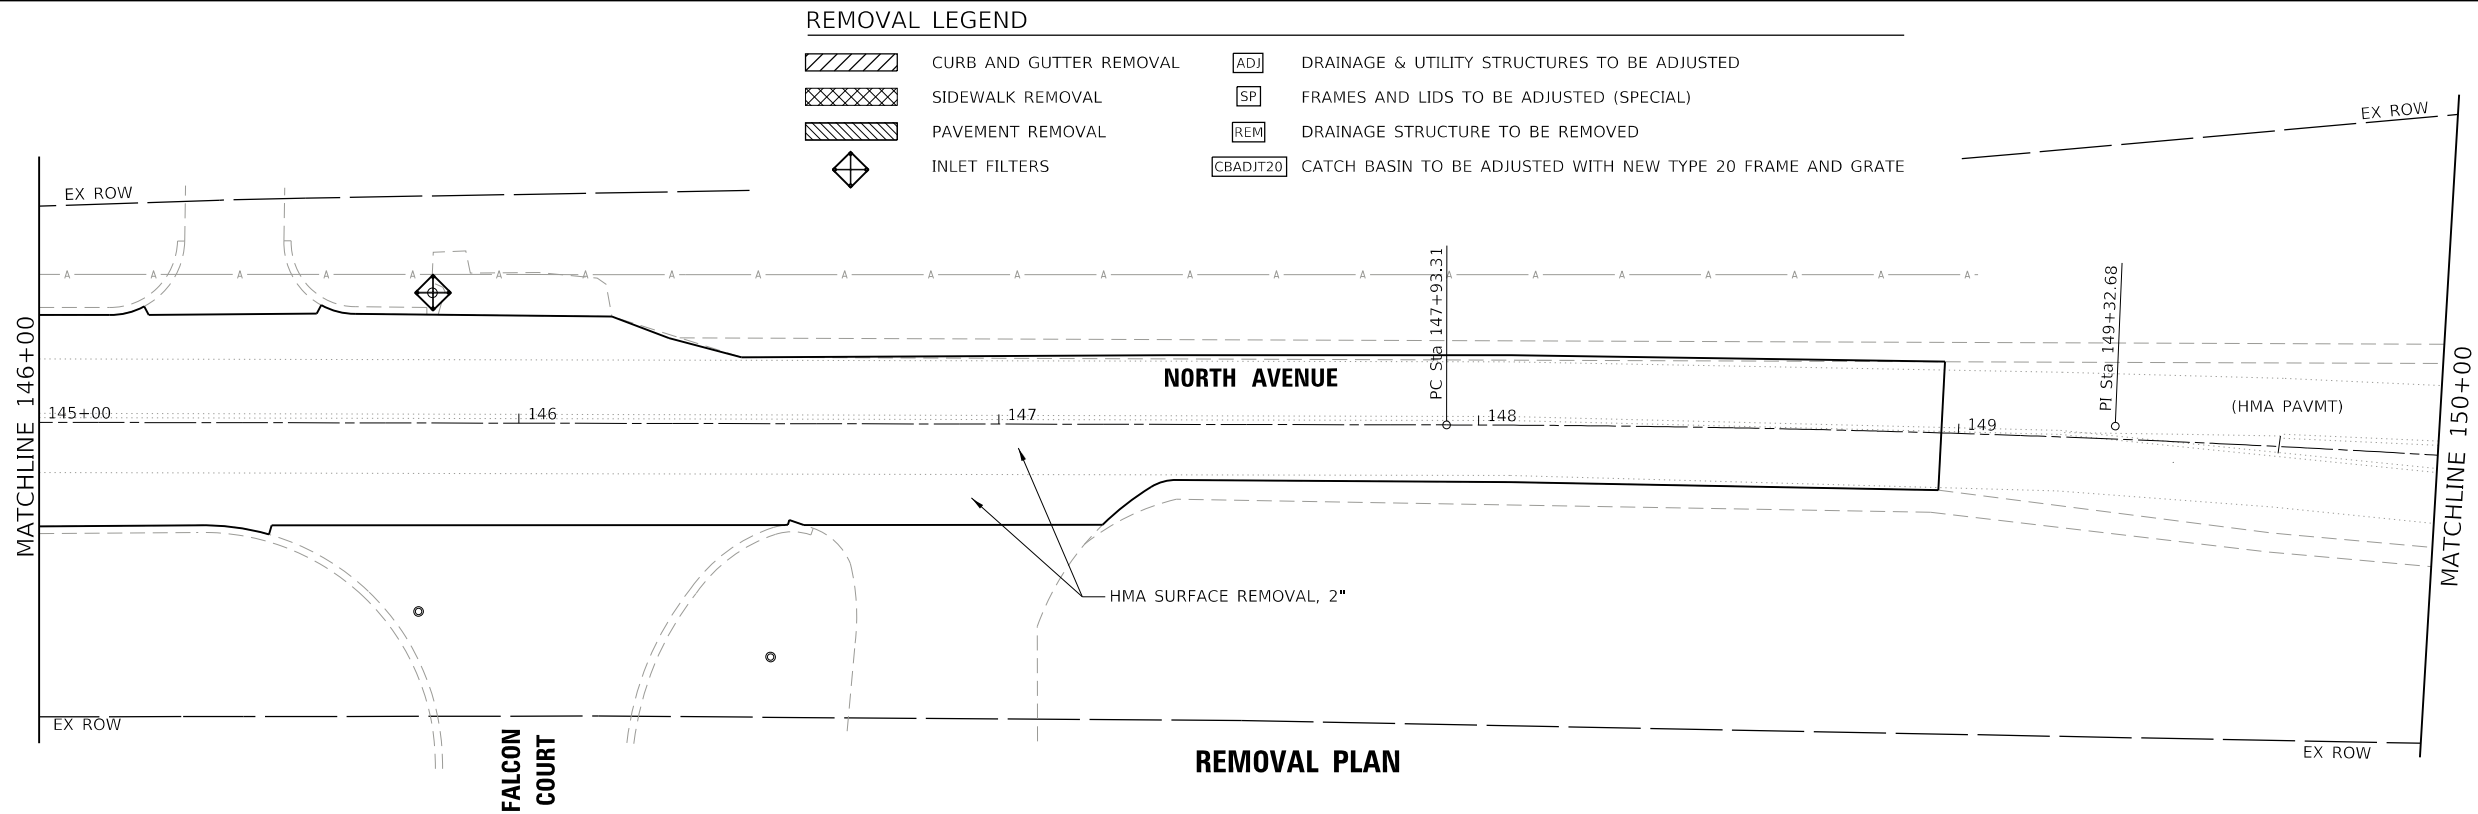 REMOVAL LEGEND
CURB AND GUTTER REMOVAL
SIDEWALK REMOVAL
PAVEMENT REMOVAL
INLET FILTERS
ADJ DRAINAGE & UTILITY STRUCTURES TO BE ADJUSTED
SP FRAMES AND LIDS TO BE ADJUSTED (SPECIAL)
REM DRAINAGE STRUCTURE TO BE REMOVED
CBADJT20 CATCH BASIN TO BE ADJUSTED WITH NEW TYPE 20 FRAME AND GRATE
EX ROW
EX ROW
A A A A A A A A A A A A A A A A A A A A A A A
MATCHLINE 146+00
PC Sta 147+93.31
PI Sta 149+32.68
MATCHLINE 150+00
NORTH AVENUE
(HMA PAVMT)
145+00
146
147
148
149
HMA SURFACE REMOVAL, 2"
EX ROW
EX ROW
FALCON
COURT
REMOVAL PLAN